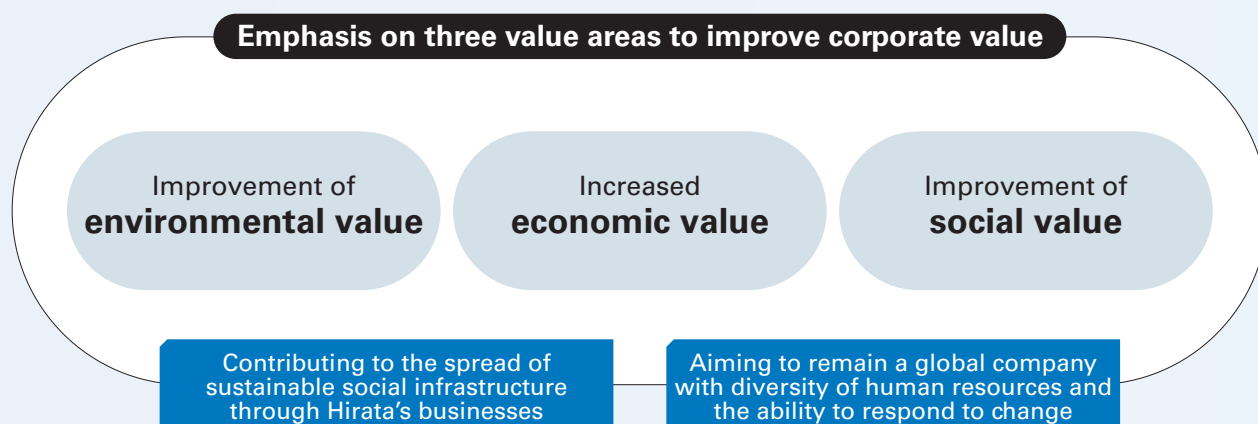 Emphasis on three value areas to improve corporate value
Improvement of
environmental value
Increased
economic value
Improvement of
social value
Contributing to the spread of
sustainable social infrastructure
through Hirata’s businesses
Aiming to remain a global company
with diversity of human resources and
the ability to respond to change